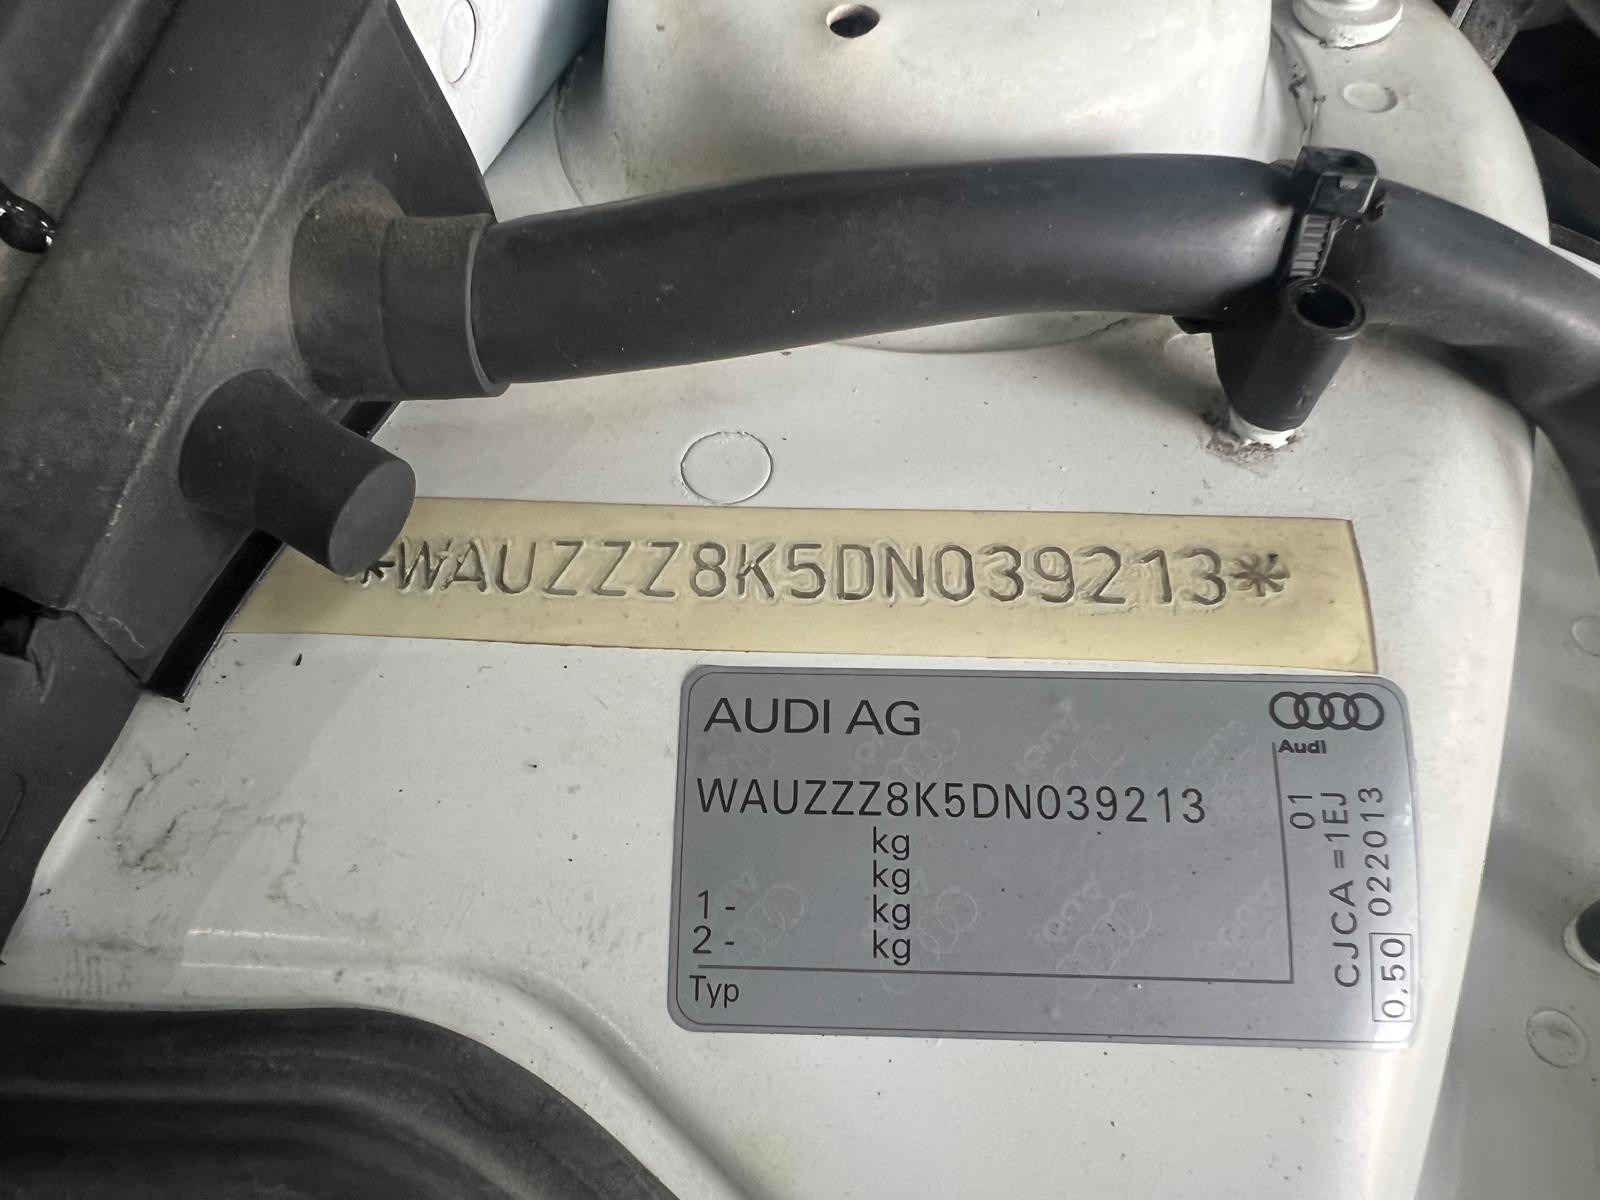 *WAUZZZ8K5DN039213*
AUDI AG
Audi
WAUZZZ8K5DN039213
kg
kg
1 - kg
2 - kg
Typ
01
CJCA =1EJ
0,50 022013